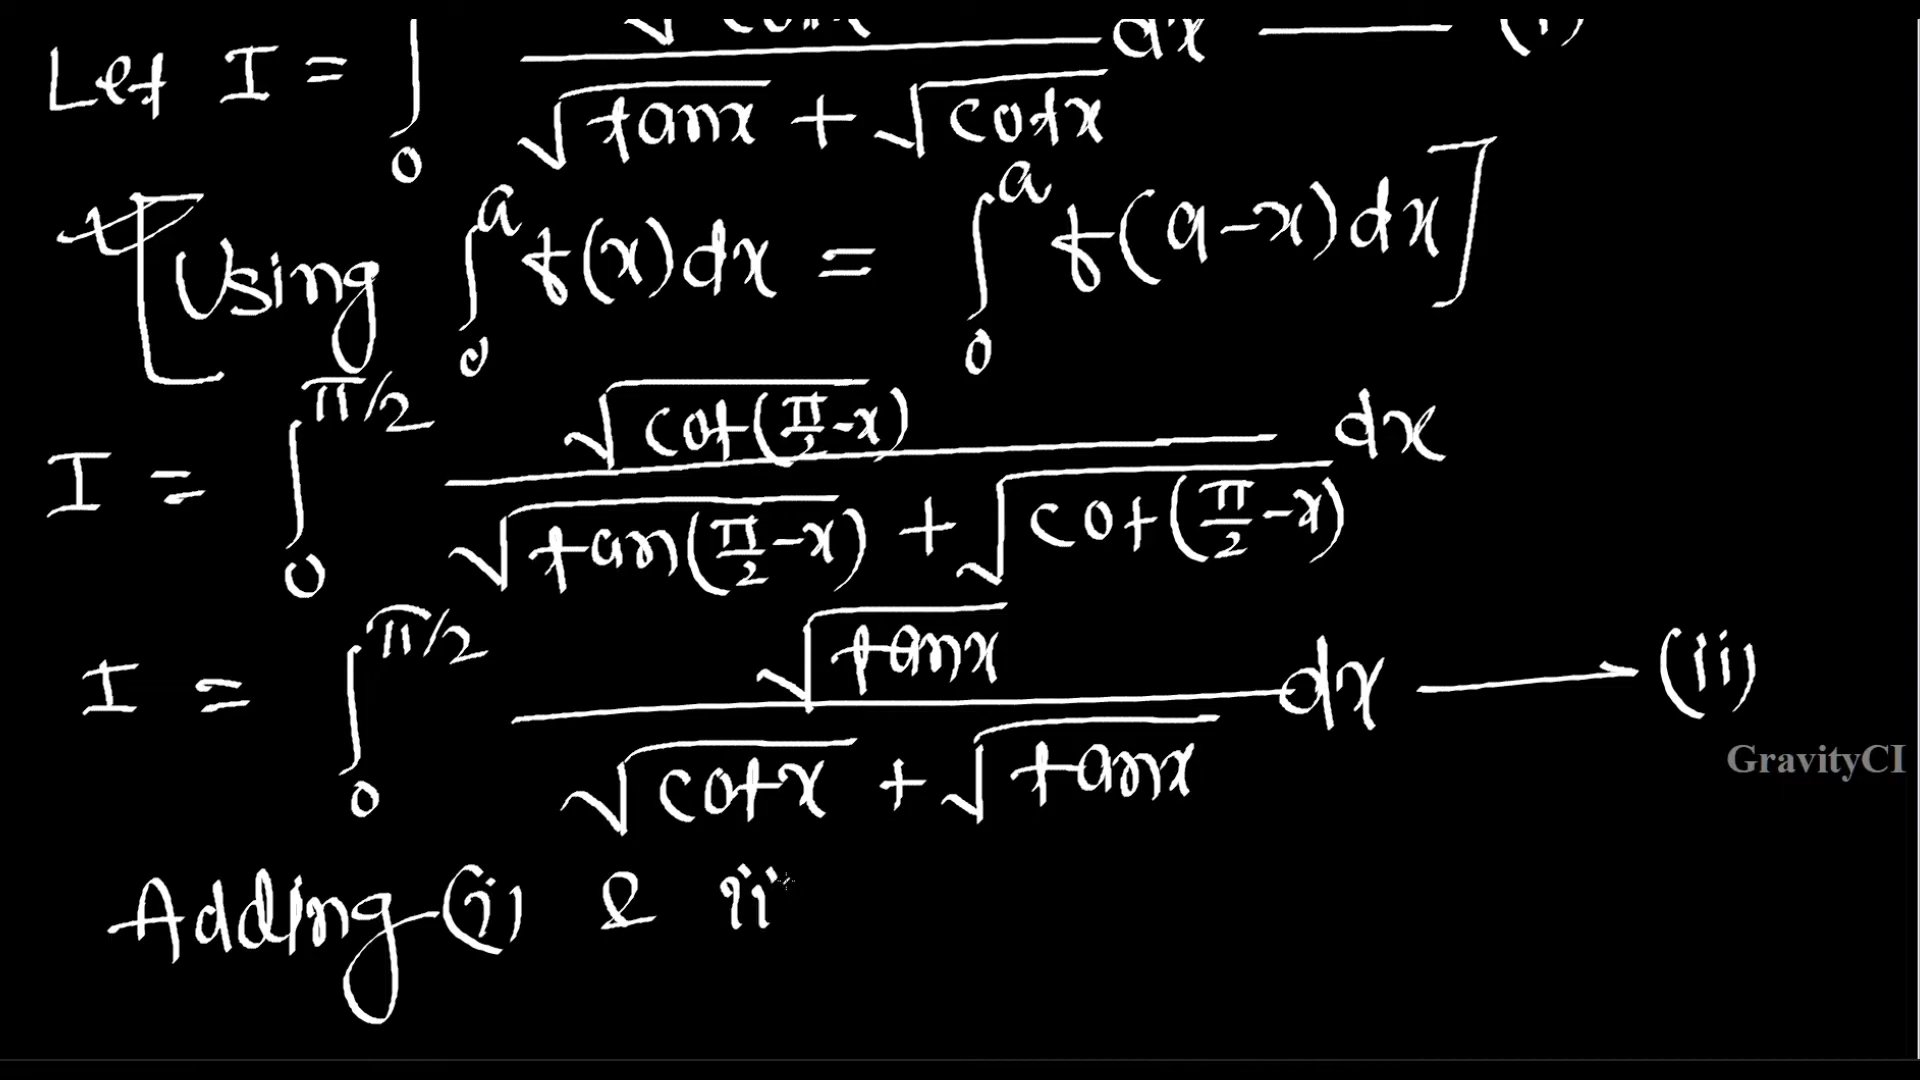 Let I = ∫₀ √cotx / (√tanx + √cotx) dx —— (i)
[Using ∫₀ᵃ f(x)dx = ∫₀ᵃ f(a-x)dx]
I = ∫₀^(π/2) √cot(π/2-x) / (√tan(π/2-x) + √cot(π/2-x)) dx
I = ∫₀^(π/2) √tanx / (√cotx + √tanx) dx —— (ii)
GravityCI
Adding (i) & ii